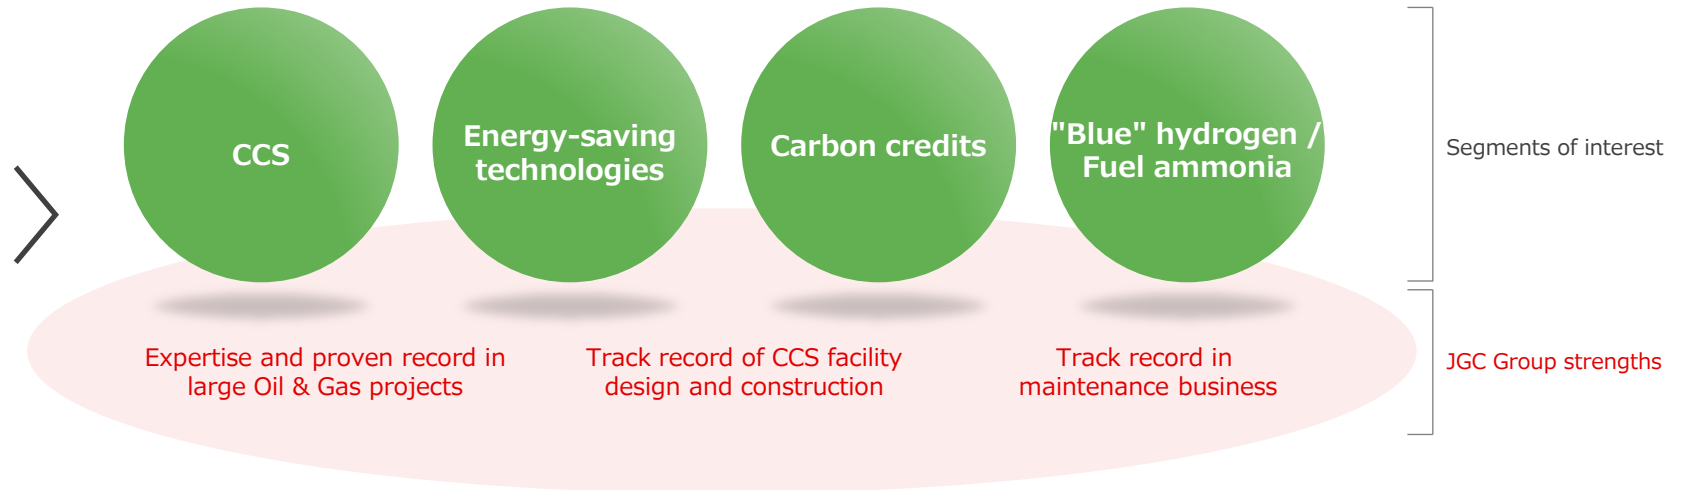 CCS
Energy-saving
technologies
Carbon credits
"Blue" hydrogen /
Fuel ammonia
Segments of interest
Expertise and proven record in
large Oil & Gas projects
Track record of CCS facility
design and construction
Track record in
maintenance business
JGC Group strengths